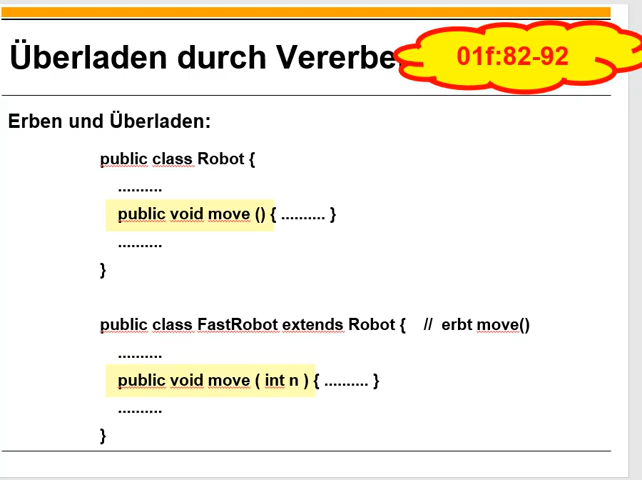 Überladen durch Vererbe
01f:82-92
Erben und Überladen:
public class Robot {
..........
public void move () { .......... }
..........
}
public class FastRobot extends Robot { // erbt move()
..........
public void move ( int n ) { .......... }
..........
}